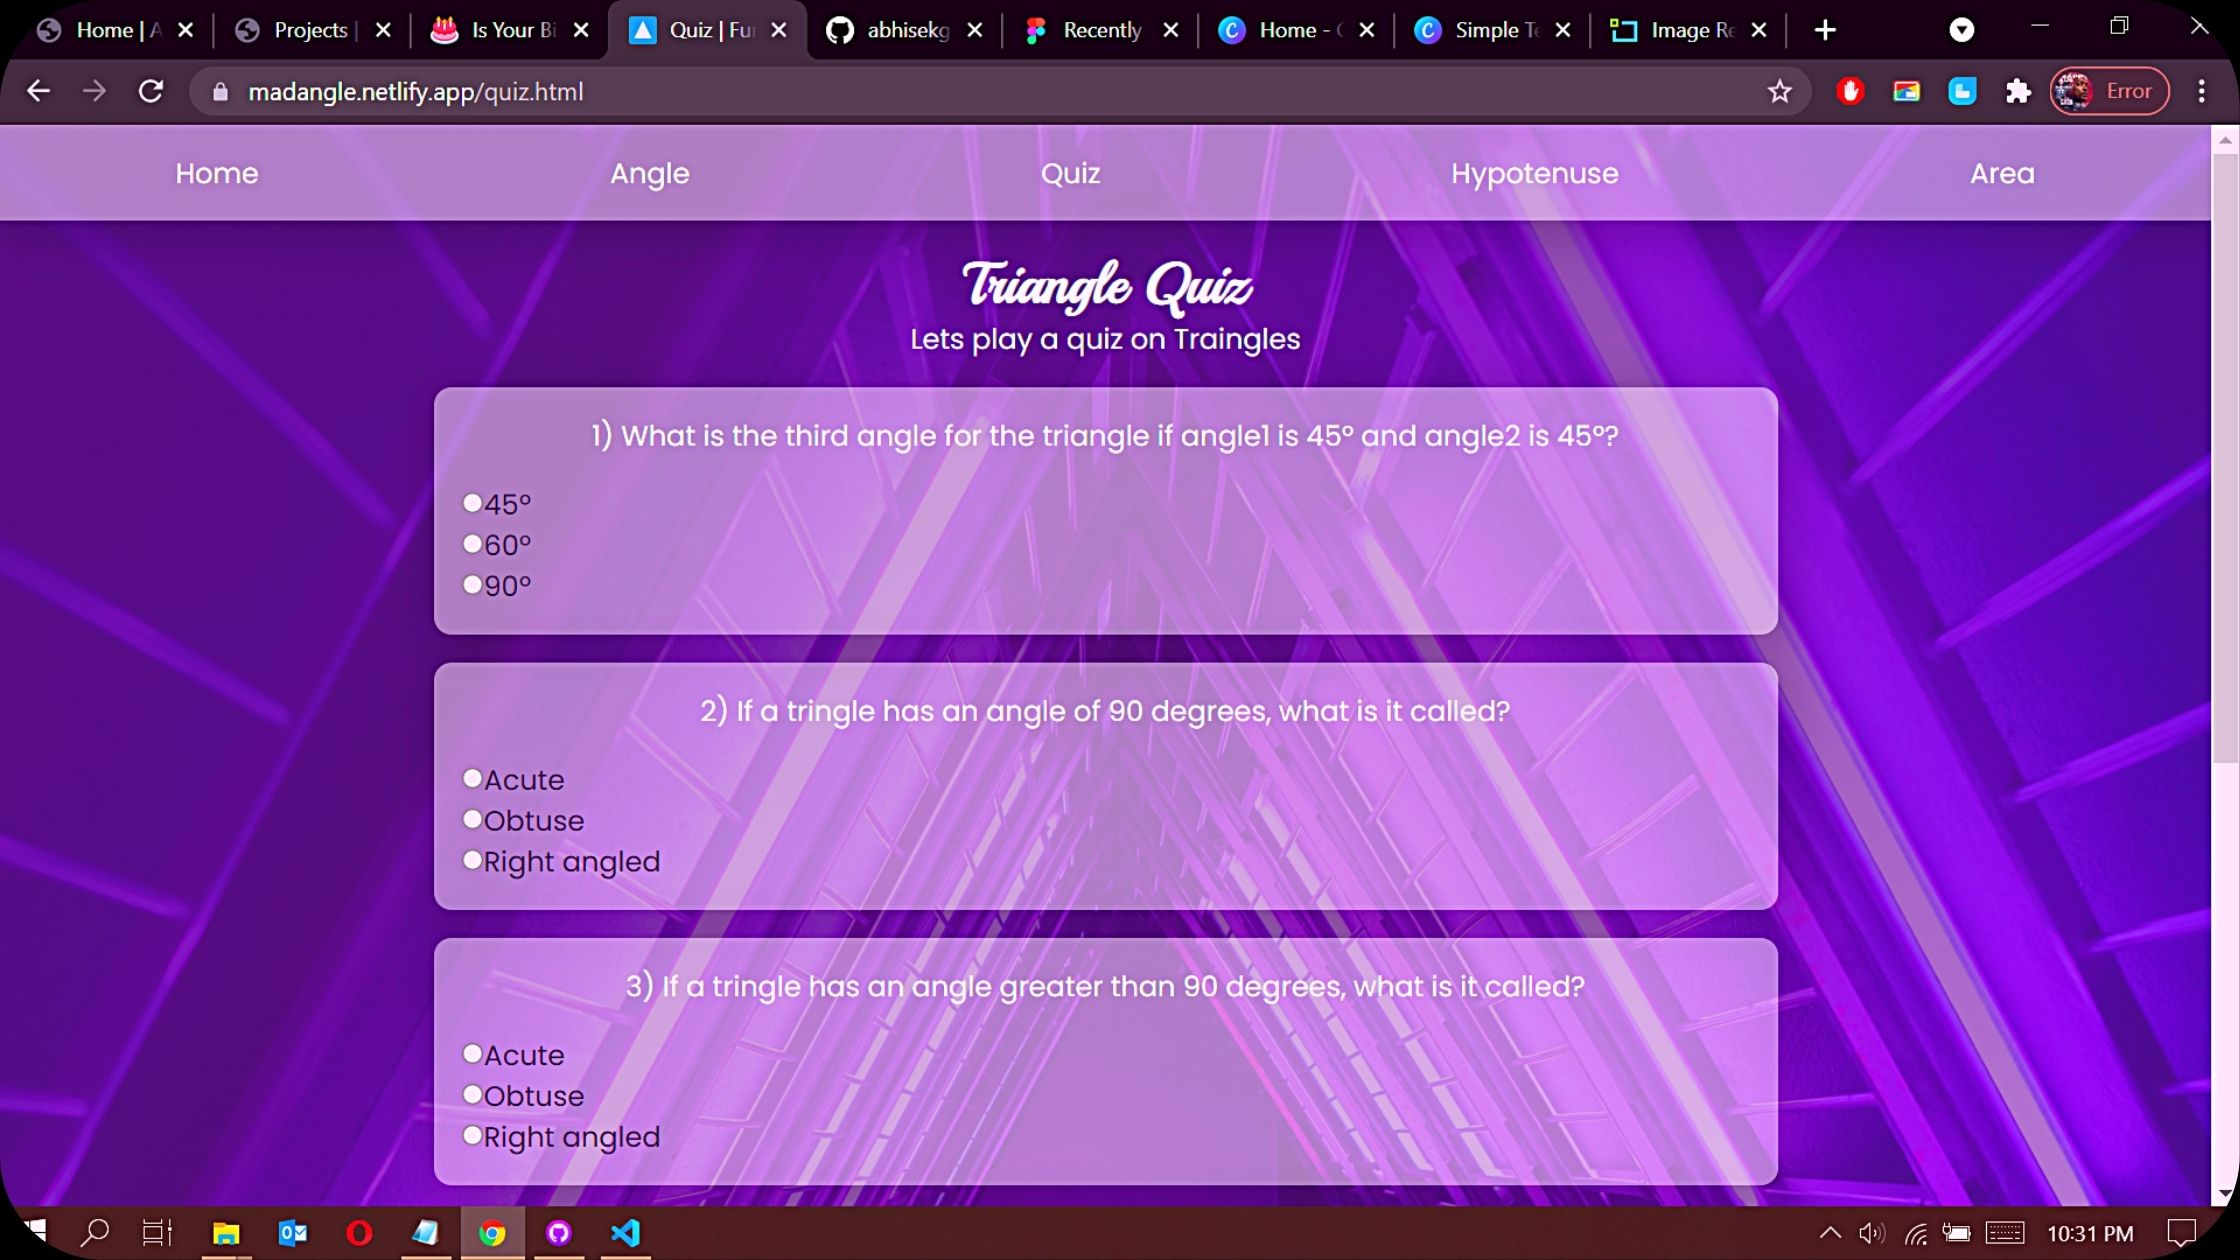 Home | A
Projects |
Is Your Bi
Quiz | Fu
abhisekg
Recently
Home - C
Simple Te
Image Re
madangle.netlify.app/quiz.html
Error
Home Angle Quiz Hypotenuse Area
Triangle Quiz
Lets play a quiz on Traingles
1) What is the third angle for the triangle if angle1 is 45° and angle2 is 45°?
45°
60°
90°
2) If a tringle has an angle of 90 degrees, what is it called?
Acute
Obtuse
Right angled
3) If a tringle has an angle greater than 90 degrees, what is it called?
Acute
Obtuse
Right angled
10:31 PM